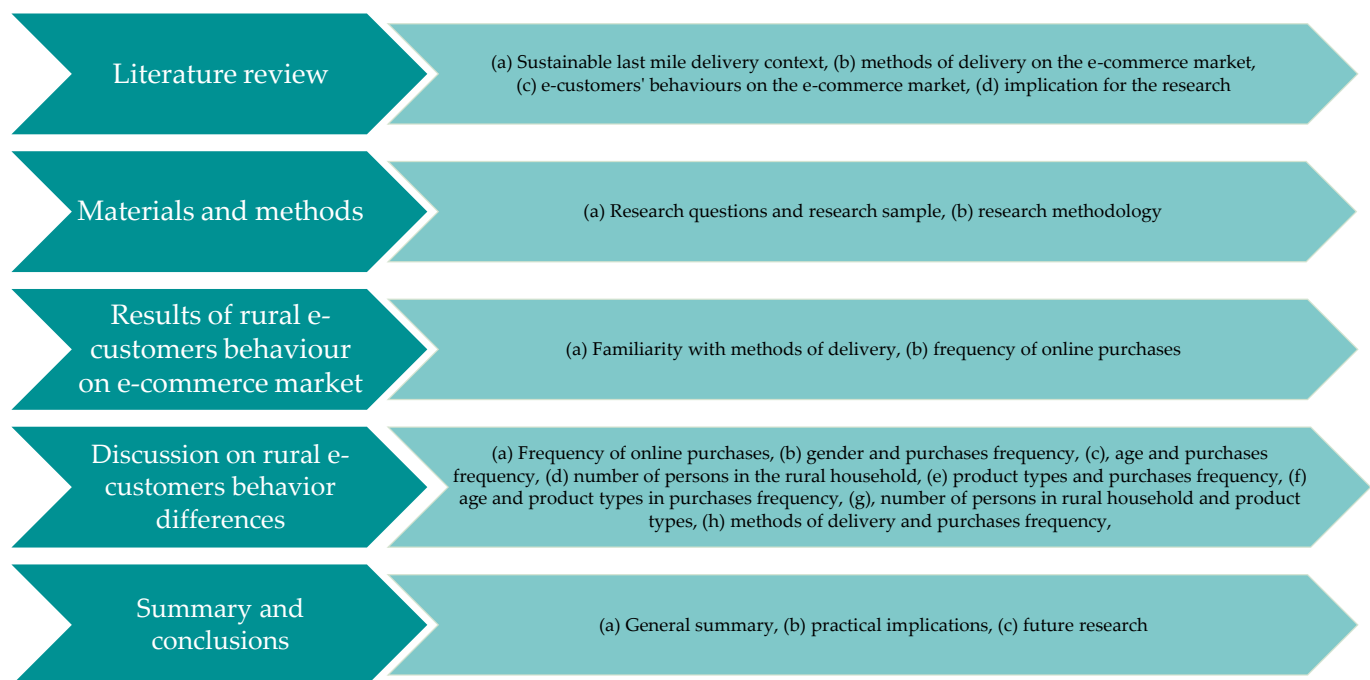 Literature review
(a) Sustainable last mile delivery context, (b) methods of delivery on the e-commerce market,
(c) e-customers' behaviours on the e-commerce market, (d) implication for the research
Materials and methods
(a) Research questions and research sample, (b) research methodology
Results of rural e-
customers behaviour
on e-commerce market
(a) Familiarity with methods of delivery, (b) frequency of online purchases
Discussion on rural e-
customers behavior
differences
(a) Frequency of online purchases, (b) gender and purchases frequency, (c), age and purchases
frequency, (d) number of persons in the rural household, (e) product types and purchases frequency, (f)
age and product types in purchases frequency, (g), number of persons in rural household and product
types, (h) methods of delivery and purchases frequency,
Summary and
conclusions
(a) General summary, (b) practical implications, (c) future research